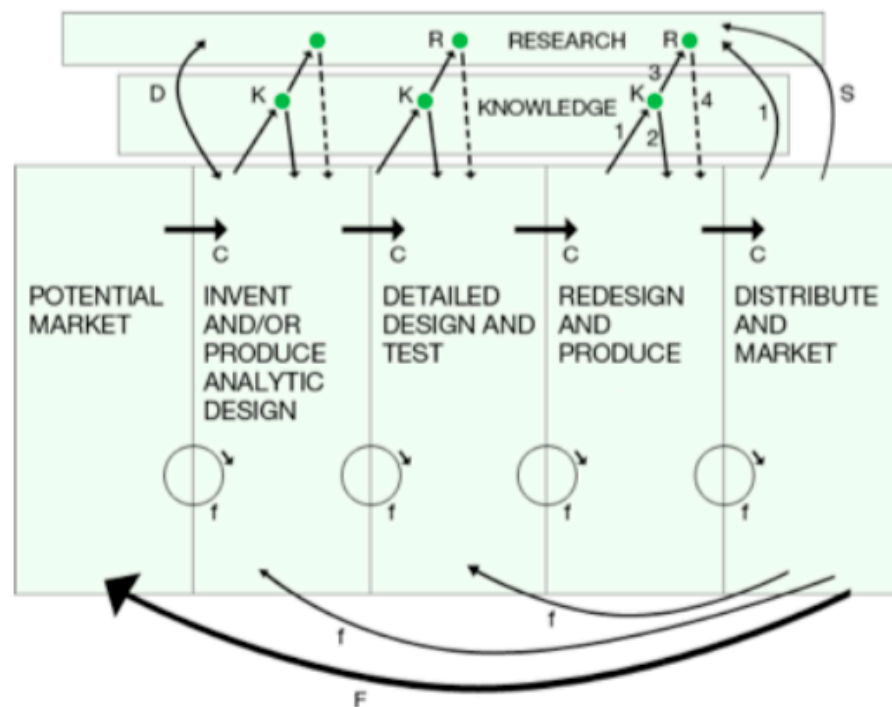 R RESEARCH R
D K K KNOWLEDGE K 3 4 S
1 2 1
C C C C
POTENTIAL
MARKET
INVENT
AND/OR
PRODUCE
ANALYTIC
DESIGN
DETAILED
DESIGN AND
TEST
REDESIGN
AND
PRODUCE
DISTRIBUTE
AND
MARKET
f f f f
f f
F